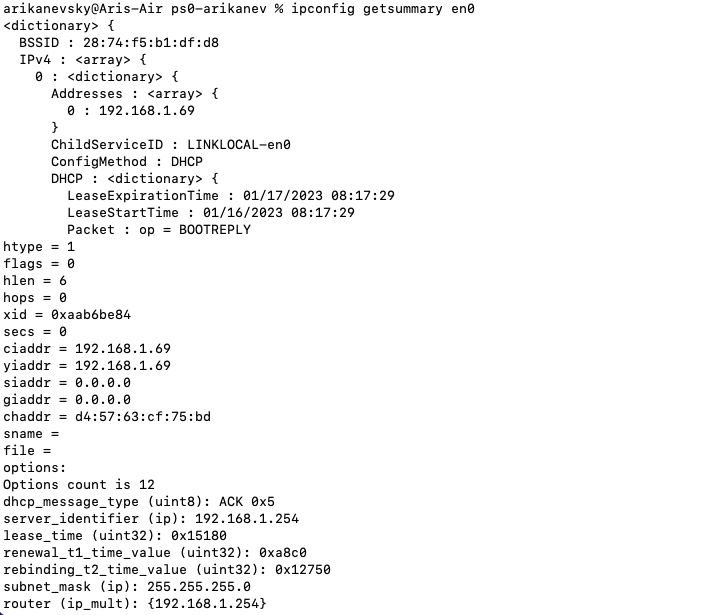 arikanevsky@Aris-Air ps0-arikanev % ipconfig getsummary en0
<dictionary> {
  BSSID : 28:74:f5:b1:df:d8
  IPv4 : <array> {
    0 : <dictionary> {
      Addresses : <array> {
        0 : 192.168.1.69
      }
      ChildServiceID : LINKLOCAL-en0
      ConfigMethod : DHCP
      DHCP : <dictionary> {
        LeaseExpirationTime : 01/17/2023 08:17:29
        LeaseStartTime : 01/16/2023 08:17:29
        Packet : op = BOOTREPLY
htype = 1
flags = 0
hlen = 6
hops = 0
xid = 0xaab6be84
secs = 0
ciaddr = 192.168.1.69
yiaddr = 192.168.1.69
siaddr = 0.0.0.0
giaddr = 0.0.0.0
chaddr = d4:57:63:cf:75:bd
sname =
file =
options:
Options count is 12
dhcp_message_type (uint8): ACK 0x5
server_identifier (ip): 192.168.1.254
lease_time (uint32): 0x15180
renewal_t1_time_value (uint32): 0xa8c0
rebinding_t2_time_value (uint32): 0x12750
subnet_mask (ip): 255.255.255.0
router (ip_mult): {192.168.1.254}